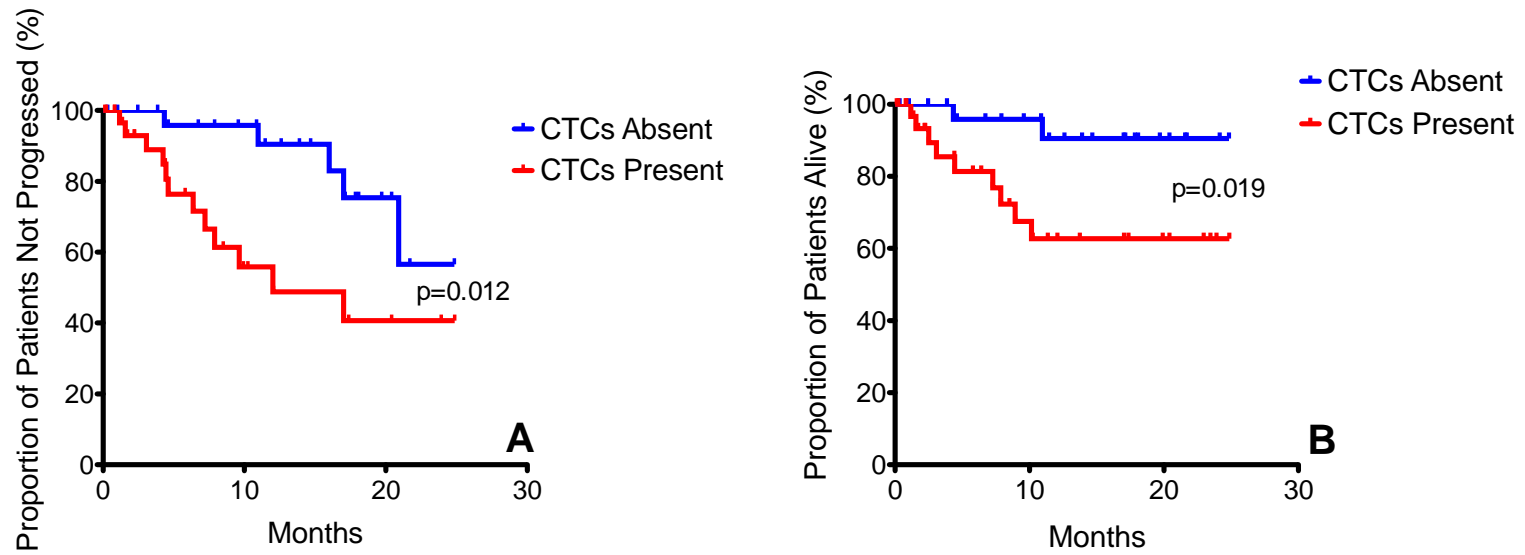 Proportion of Patients Not Progressed (%)
100
80
60
40
20
0
0 10 20 30
Months
CTCs Absent
CTCs Present
p=0.012
A
Proportion of Patients Alive (%)
100
80
60
40
20
0
0 10 20 30
Months
CTCs Absent
CTCs Present
p=0.019
B